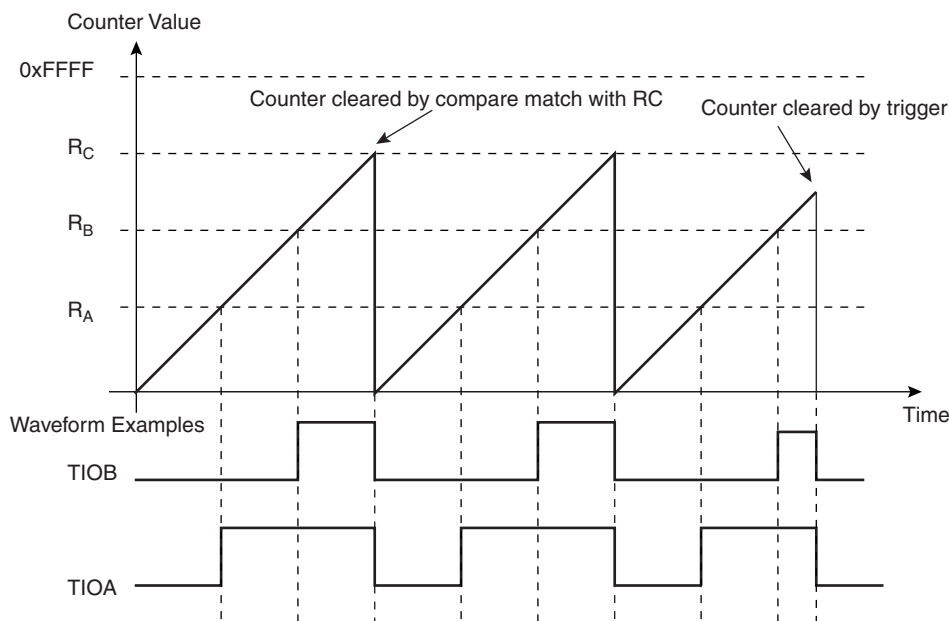 Counter Value
0xFFFF
Counter cleared by compare match with RC
Counter cleared by trigger
RC
RB
RA
Time
Waveform Examples
TIOB
TIOA